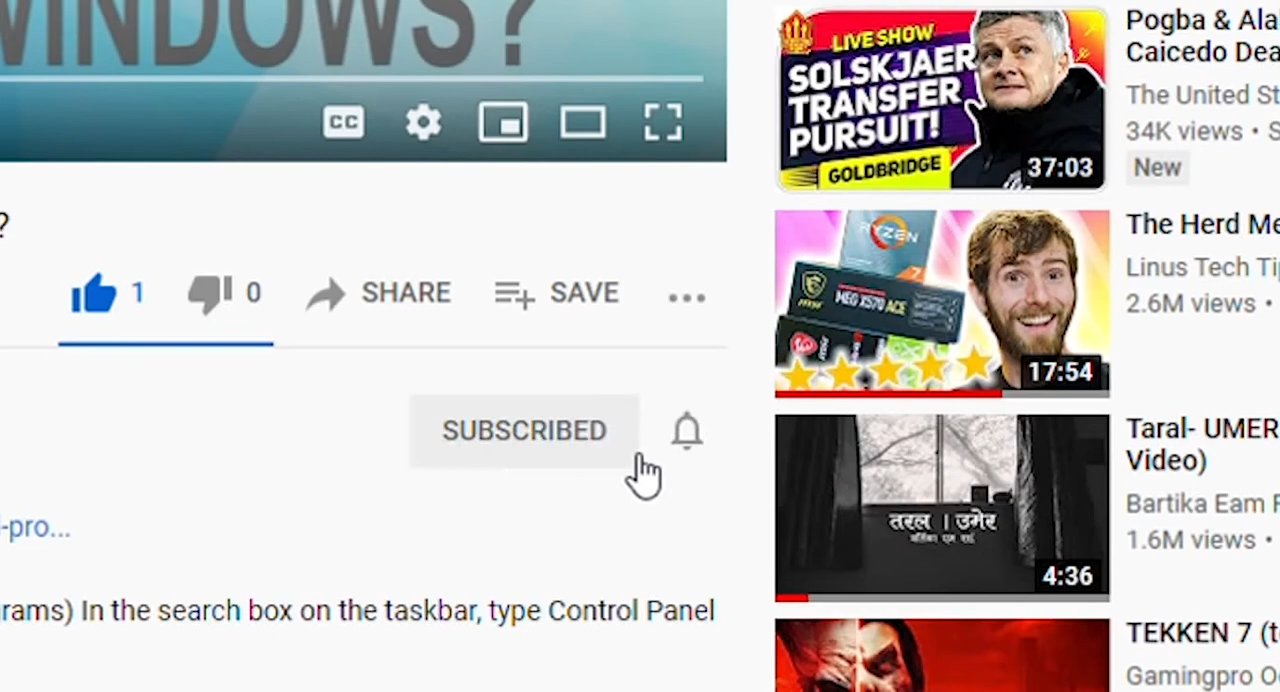 WINDOWS?
CC
?
1
0
SHARE
SAVE
SUBSCRIBED
-pro...
grams) In the search box on the taskbar, type Control Panel
LIVE SHOW
SOLSKJAER
TRANSFER
PURSUIT!
GOLDBRIDGE
37:03
Pogba & Ala
Caicedo Dea
The United St
34K views • S
New
RYZEN
7
MEG X570 ACE
17:54
The Herd Me
Linus Tech Tip
2.6M views •
तरल | उमेर
4:36
Taral- UMER
Video)
Bartika Eam R
1.6M views •
TEKKEN 7 (t
Gamingpro O